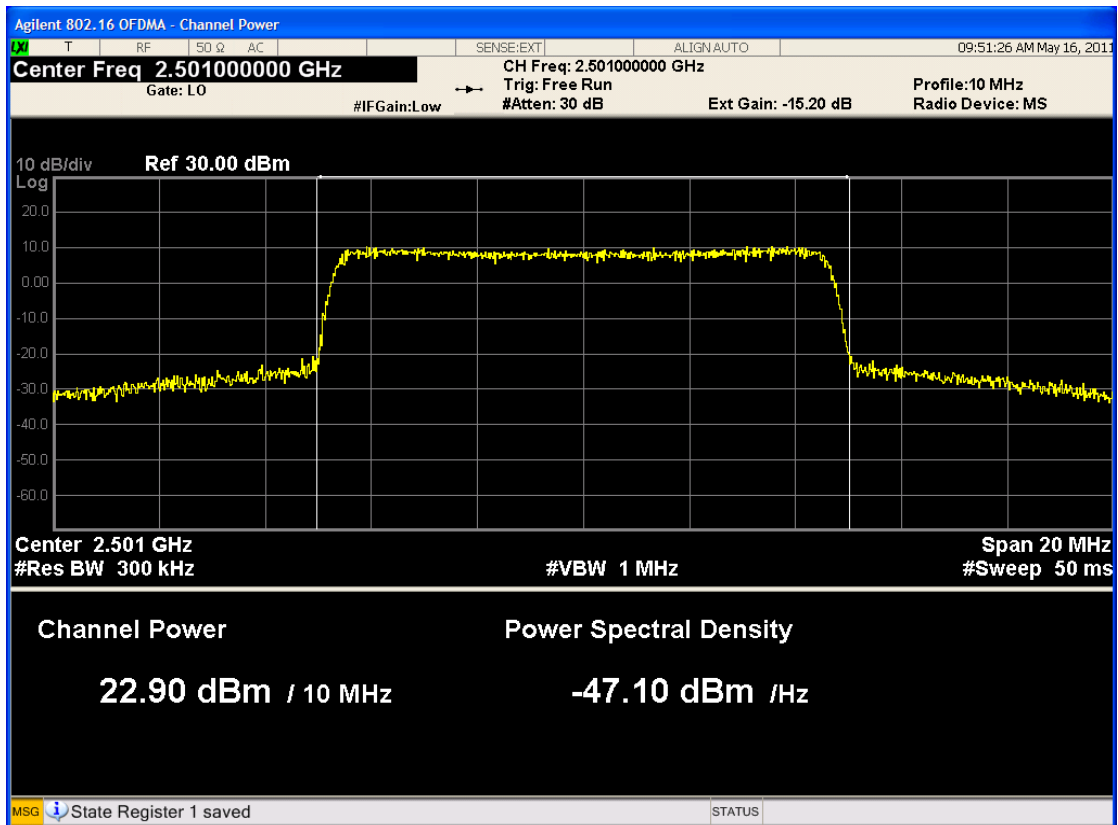 Agilent 802.16 OFDMA - Channel Power
LXI T RF 50 Ω AC SENSE:EXT ALIGN AUTO 09:51:26 AM May 16, 2011
Center Freq 2.501000000 GHz
Gate: LO
#IFGain:Low
CH Freq: 2.501000000 GHz
Trig: Free Run
#Atten: 30 dB
Ext Gain: -15.20 dB
Profile:10 MHz
Radio Device: MS
10 dB/div Ref 30.00 dBm
Log
20.0
10.0
0.00
-10.0
-20.0
-30.0
-40.0
-50.0
-60.0
Center 2.501 GHz Span 20 MHz
#Res BW 300 kHz #VBW 1 MHz #Sweep 50 ms
Channel Power Power Spectral Density
22.90 dBm / 10 MHz -47.10 dBm /Hz
MSG State Register 1 saved STATUS